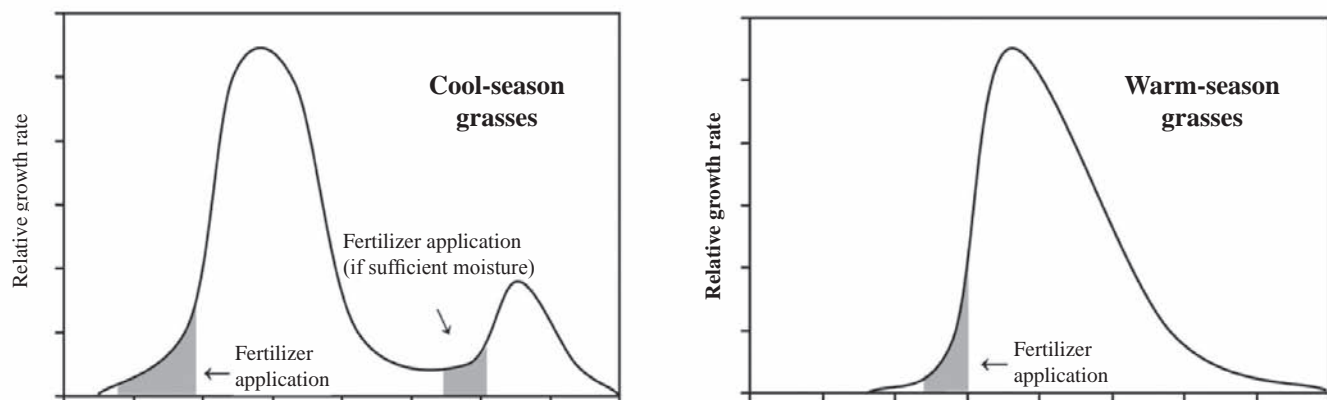 Relative growth rate
Cool-season
grasses
Fertilizer application
(if sufficient moisture)
↘
← Fertilizer
application
Relative growth rate
Warm-season
grasses
← Fertilizer
application